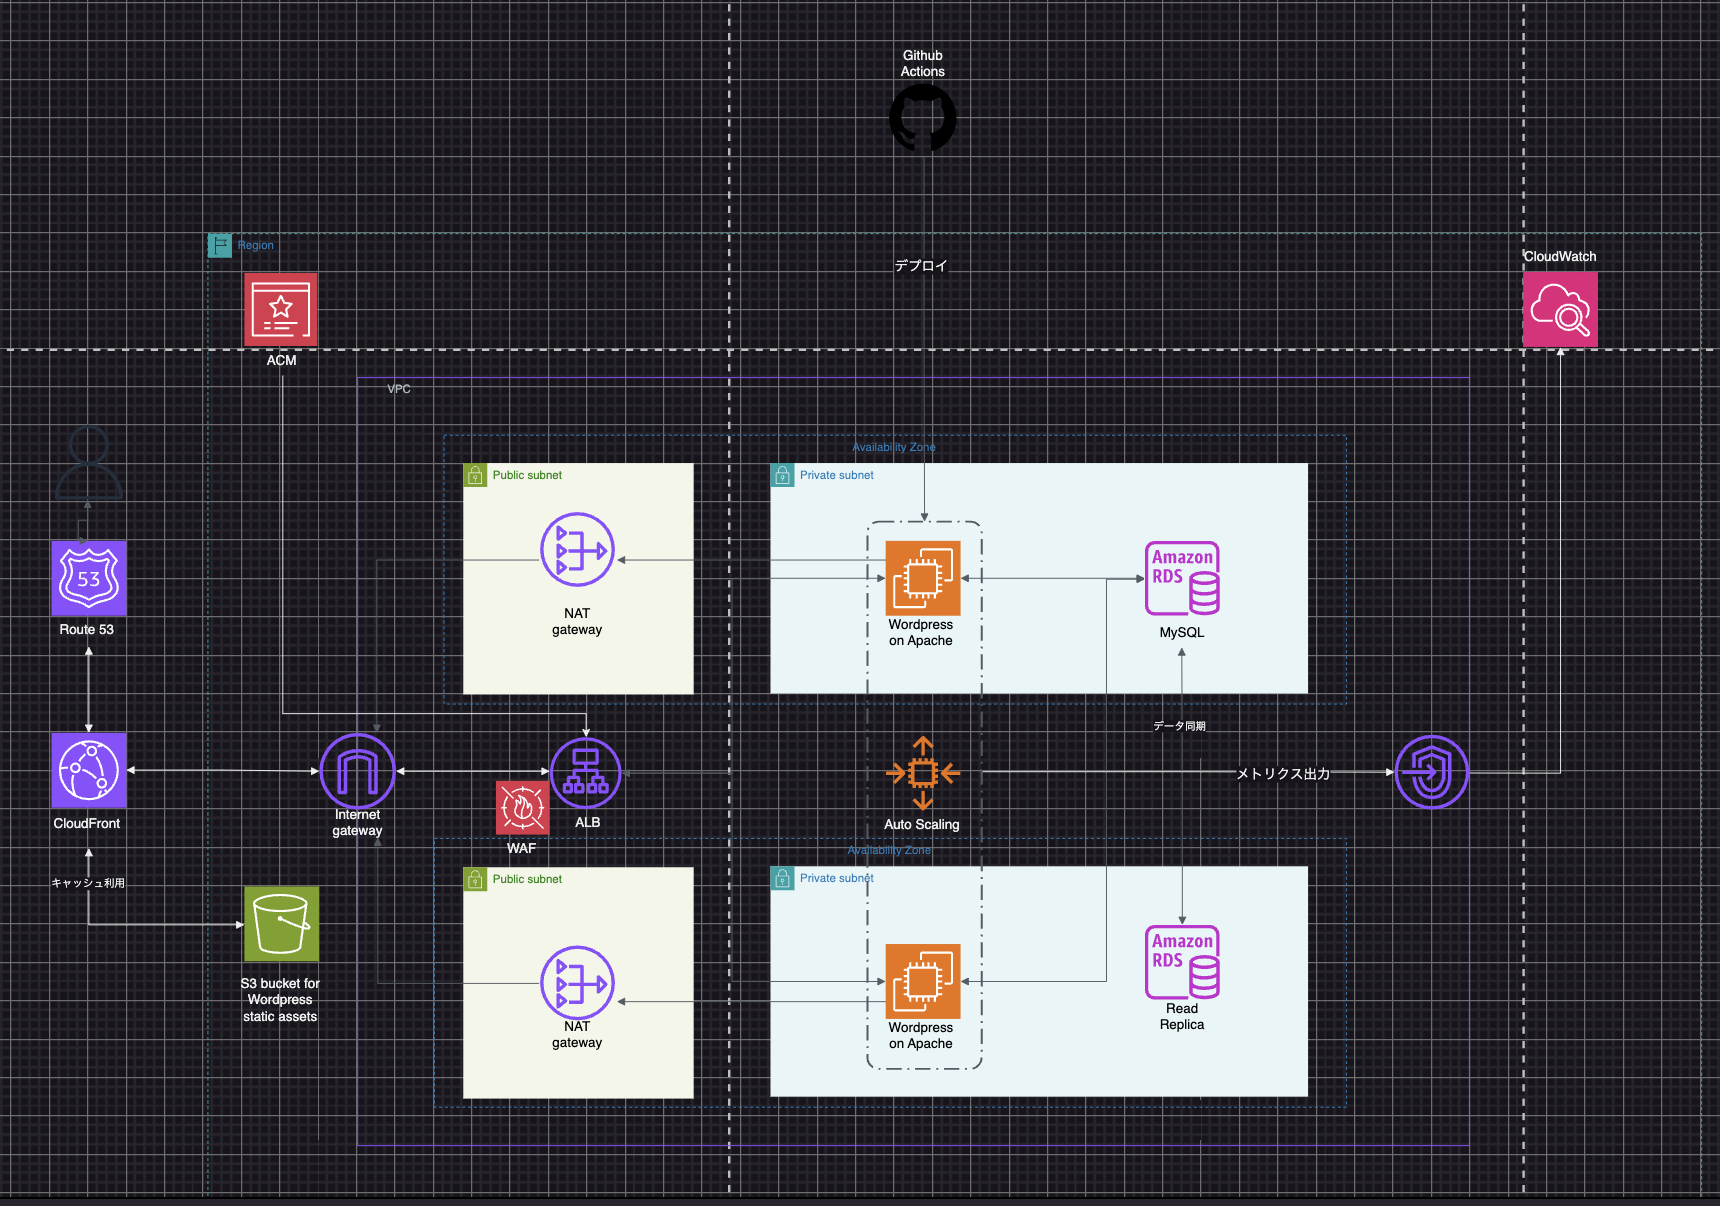 Github
Actions
Region
デプロイ
CloudWatch
ACM
VPC
Availability Zone
Public subnet
Private subnet
53
Route 53
NAT
gateway
Wordpress
on Apache
Amazon
RDS
MySQL
データ同期
CloudFront
Internet
gateway
ALB
WAF
Auto Scaling
メトリクス出力
Availability Zone
キャッシュ利用
Public subnet
Private subnet
S3 bucket for
Wordpress
static assets
NAT
gateway
Wordpress
on Apache
Amazon
RDS
Read
Replica